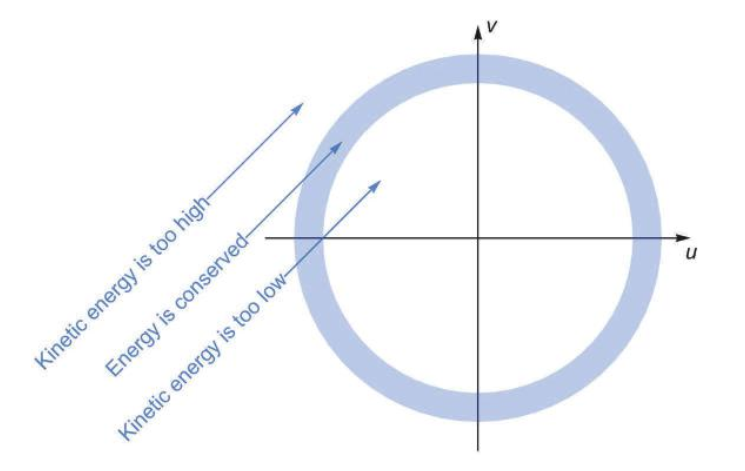 v
u
Kinetic energy is too high
Energy is conserved
Kinetic energy is too low